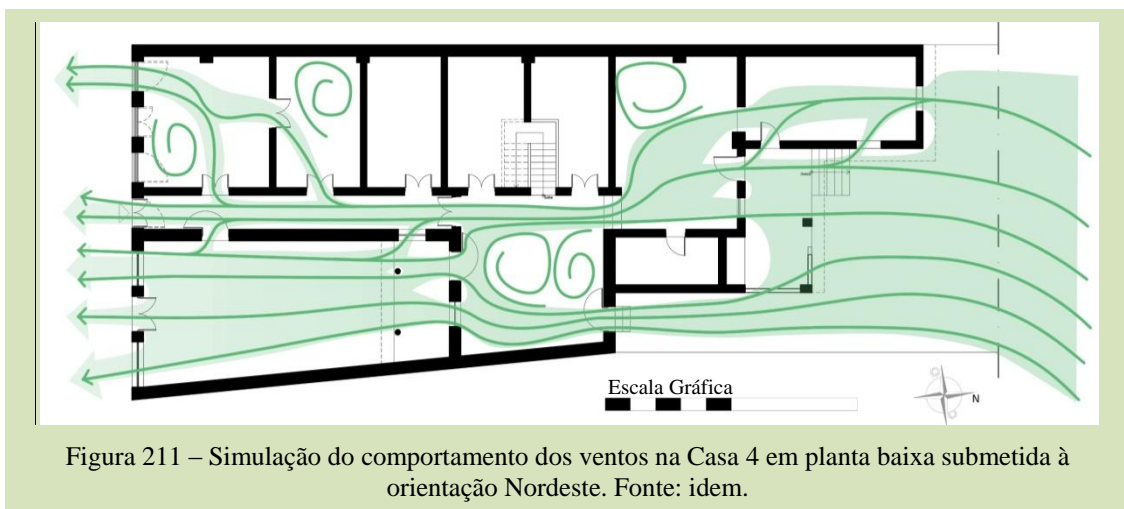 Escala Gráfica
N
Figura 211 – Simulação do comportamento dos ventos na Casa 4 em planta baixa submetida à
orientação Nordeste. Fonte: idem.